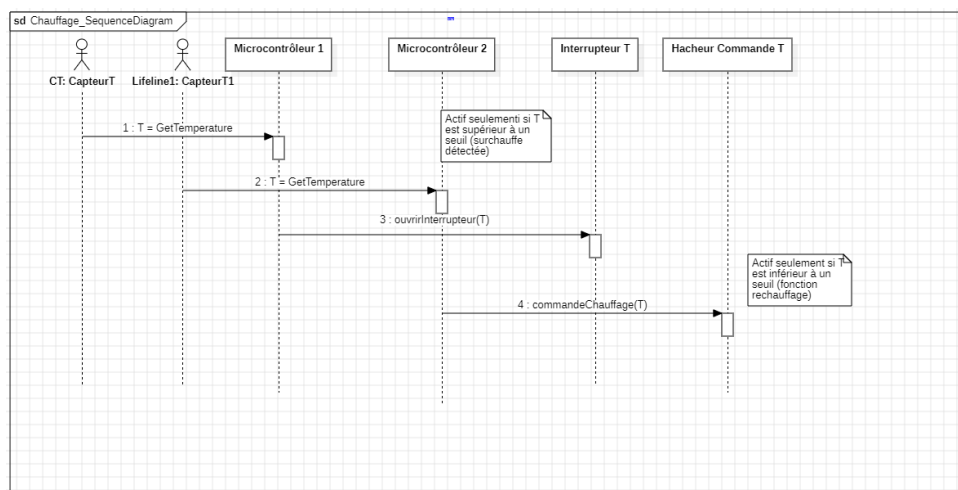 sd Chauffage_SequenceDiagram
CT: CapteurT
Lifeline1: CapteurT1
Microcontrôleur 1
Microcontrôleur 2
Interrupteur T
Hacheur Commande T
Actif seulementi si T
est supérieur à un
seuil (surchauffe
détectée)
1 : T = GetTemperature
2 : T = GetTemperature
3 : ouvrirInterrupteur(T)
Actif seulement si T
est inférieur à un
seuil (fonction
rechauffage)
4 : commandeChauffage(T)